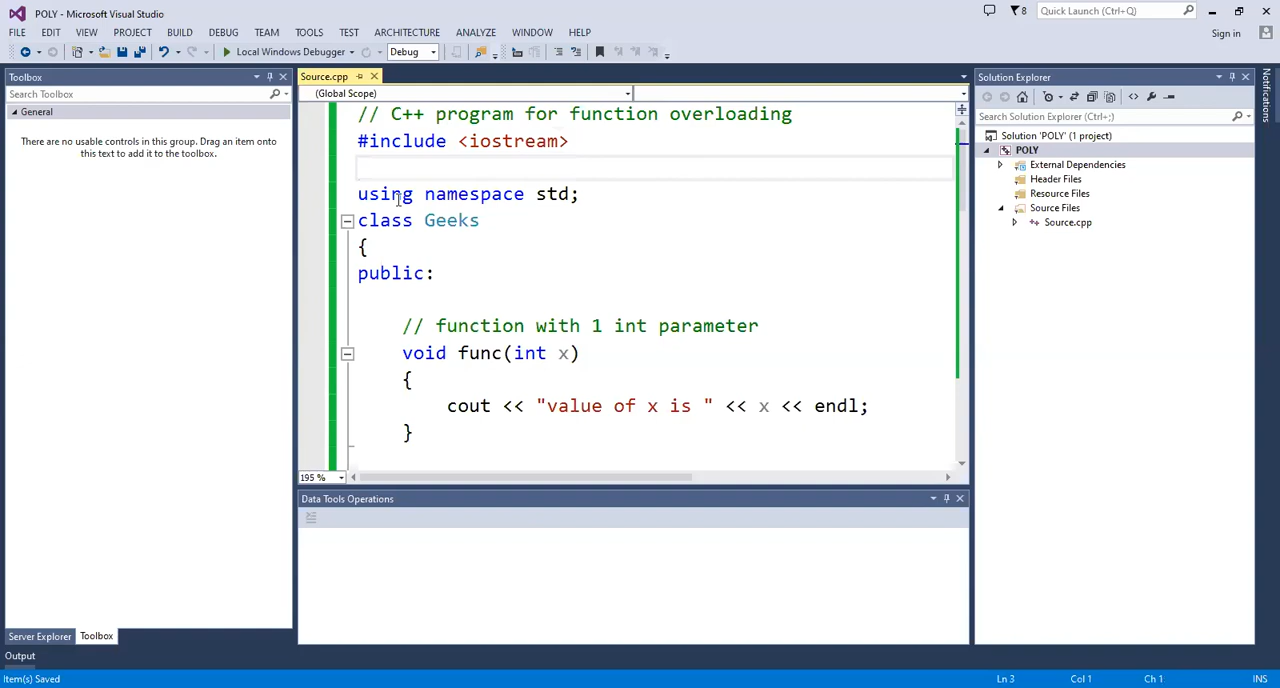 POLY - Microsoft Visual Studio
8
Quick Launch (Ctrl+Q)
FILE EDIT VIEW PROJECT BUILD DEBUG TEAM TOOLS TEST ARCHITECTURE ANALYZE WINDOW HELP
Sign in
Local Windows Debugger
Debug
Toolbox
Search Toolbox
General
There are no usable controls in this group. Drag an item onto
this text to add it to the toolbox.
Server Explorer Toolbox
Source.cpp
(Global Scope)
// C++ program for function overloading
#include <iostream>
using namespace std;
class Geeks
{
public:
// function with 1 int parameter
void func(int x)
{
cout << "value of x is " << x << endl;
}
195 %
Data Tools Operations
Solution Explorer
Search Solution Explorer (Ctrl+;)
Solution 'POLY' (1 project)
POLY
External Dependencies
Header Files
Resource Files
Source Files
Source.cpp
Notifications
Output
Item(s) Saved
Ln 3 Col 1 Ch 1 INS